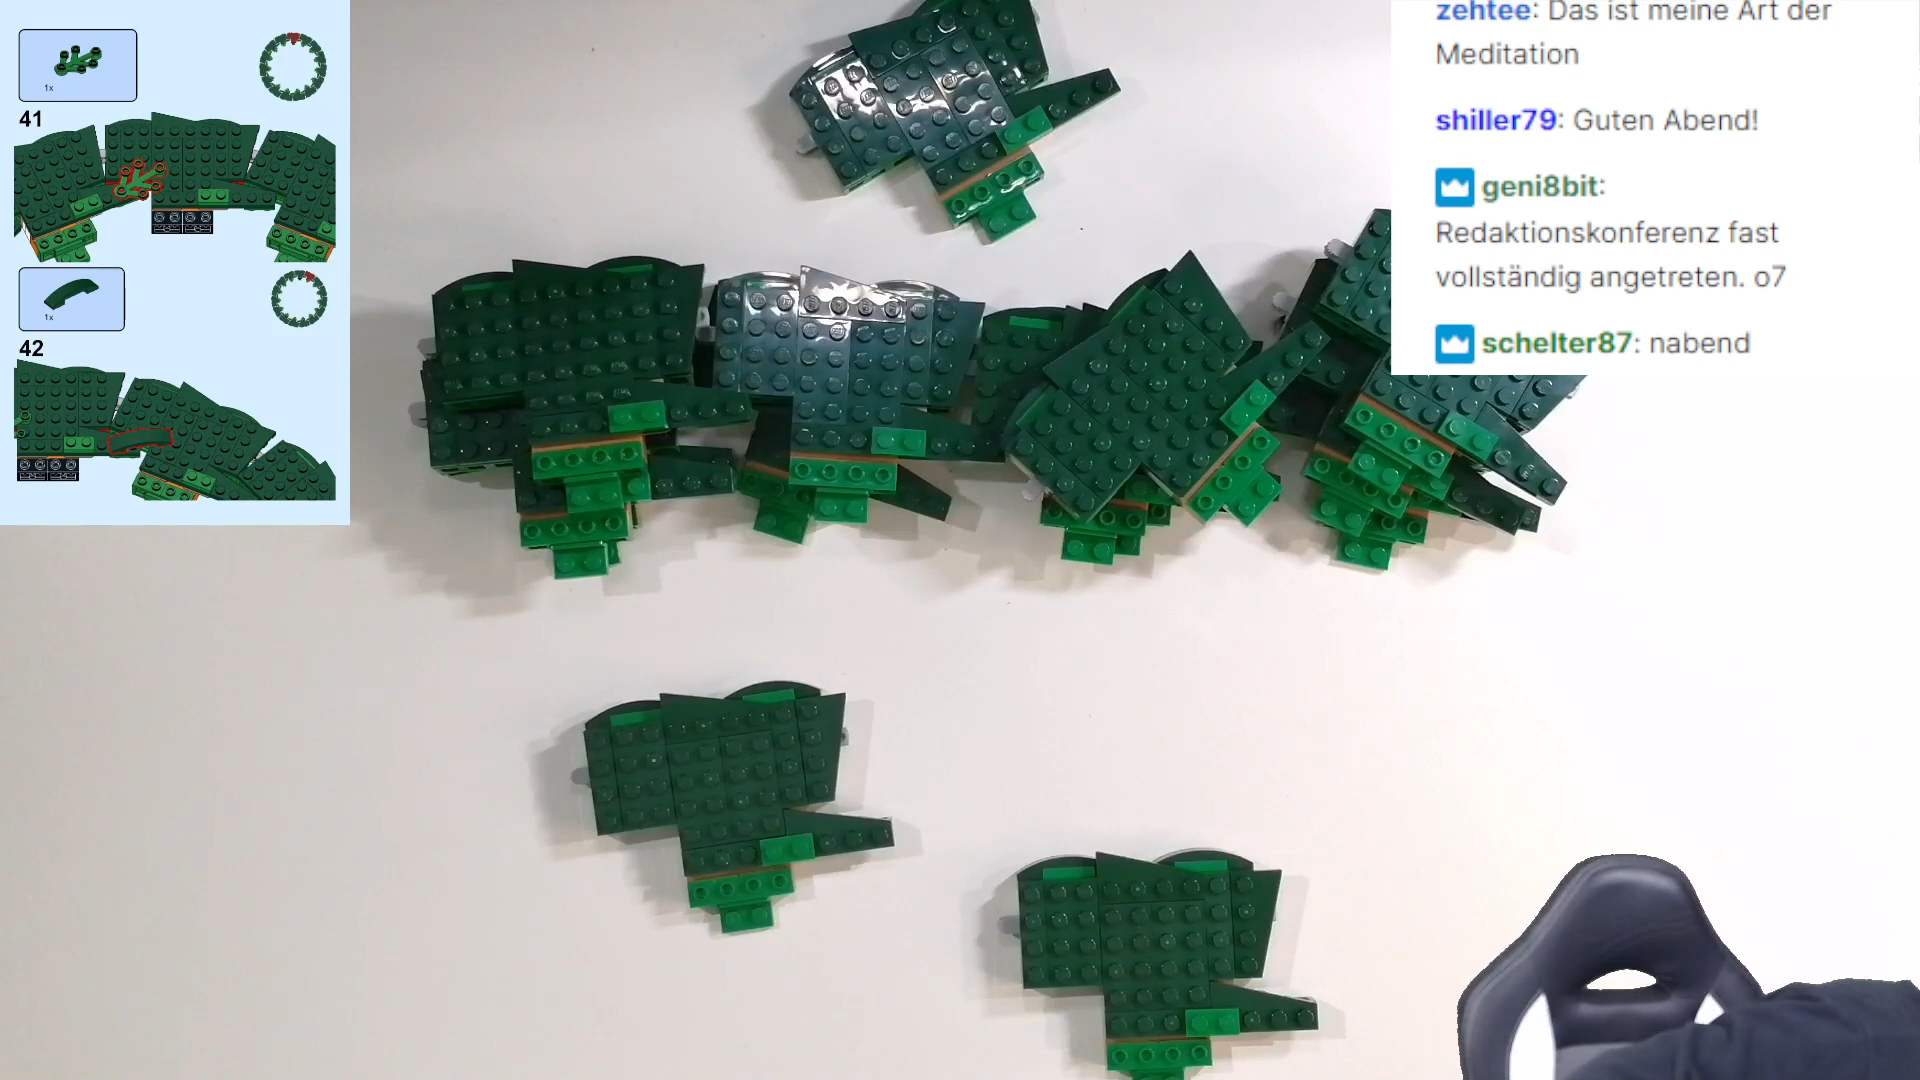 1x
41
1x
42
zehtee: Das ist meine Art der
Meditation
shiller79: Guten Abend!
geni8bit:
Redaktionskonferenz fast
vollständig angetreten. o7
schelter87: nabend